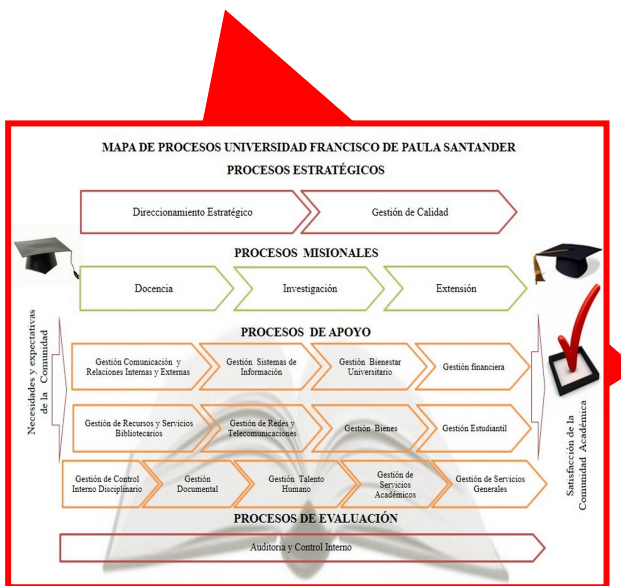 MAPA DE PROCESOS UNIVERSIDAD FRANCISCO DE PAULA SANTANDER
PROCESOS ESTRATÉGICOS
Direccionamiento Estratégico
Gestión de Calidad
PROCESOS MISIONALES
Docencia
Investigación
Extensión
Necesidades y expectativas
de la Comunidad
PROCESOS DE APOYO
Gestión Comunicación y
Relaciones Internas y Externas
Gestión Sistemas de
Información
Gestión Bienestar
Universitario
Gestión financiera
Gestión de Recursos y Servicios
Bibliotecarios
Gestión de Redes y
Telecomunicaciones
Gestión Bienes
Gestión Estudiantil
Gestión de Control
Interno Disciplinario
Gestión
Documental
Gestión Talento
Humano
Gestión de
Servicios
Académicos
Gestión de Servicios
Generales
Satisfacción de la
Comunidad Académica
PROCESOS DE EVALUACIÓN
Auditoria y Control Interno